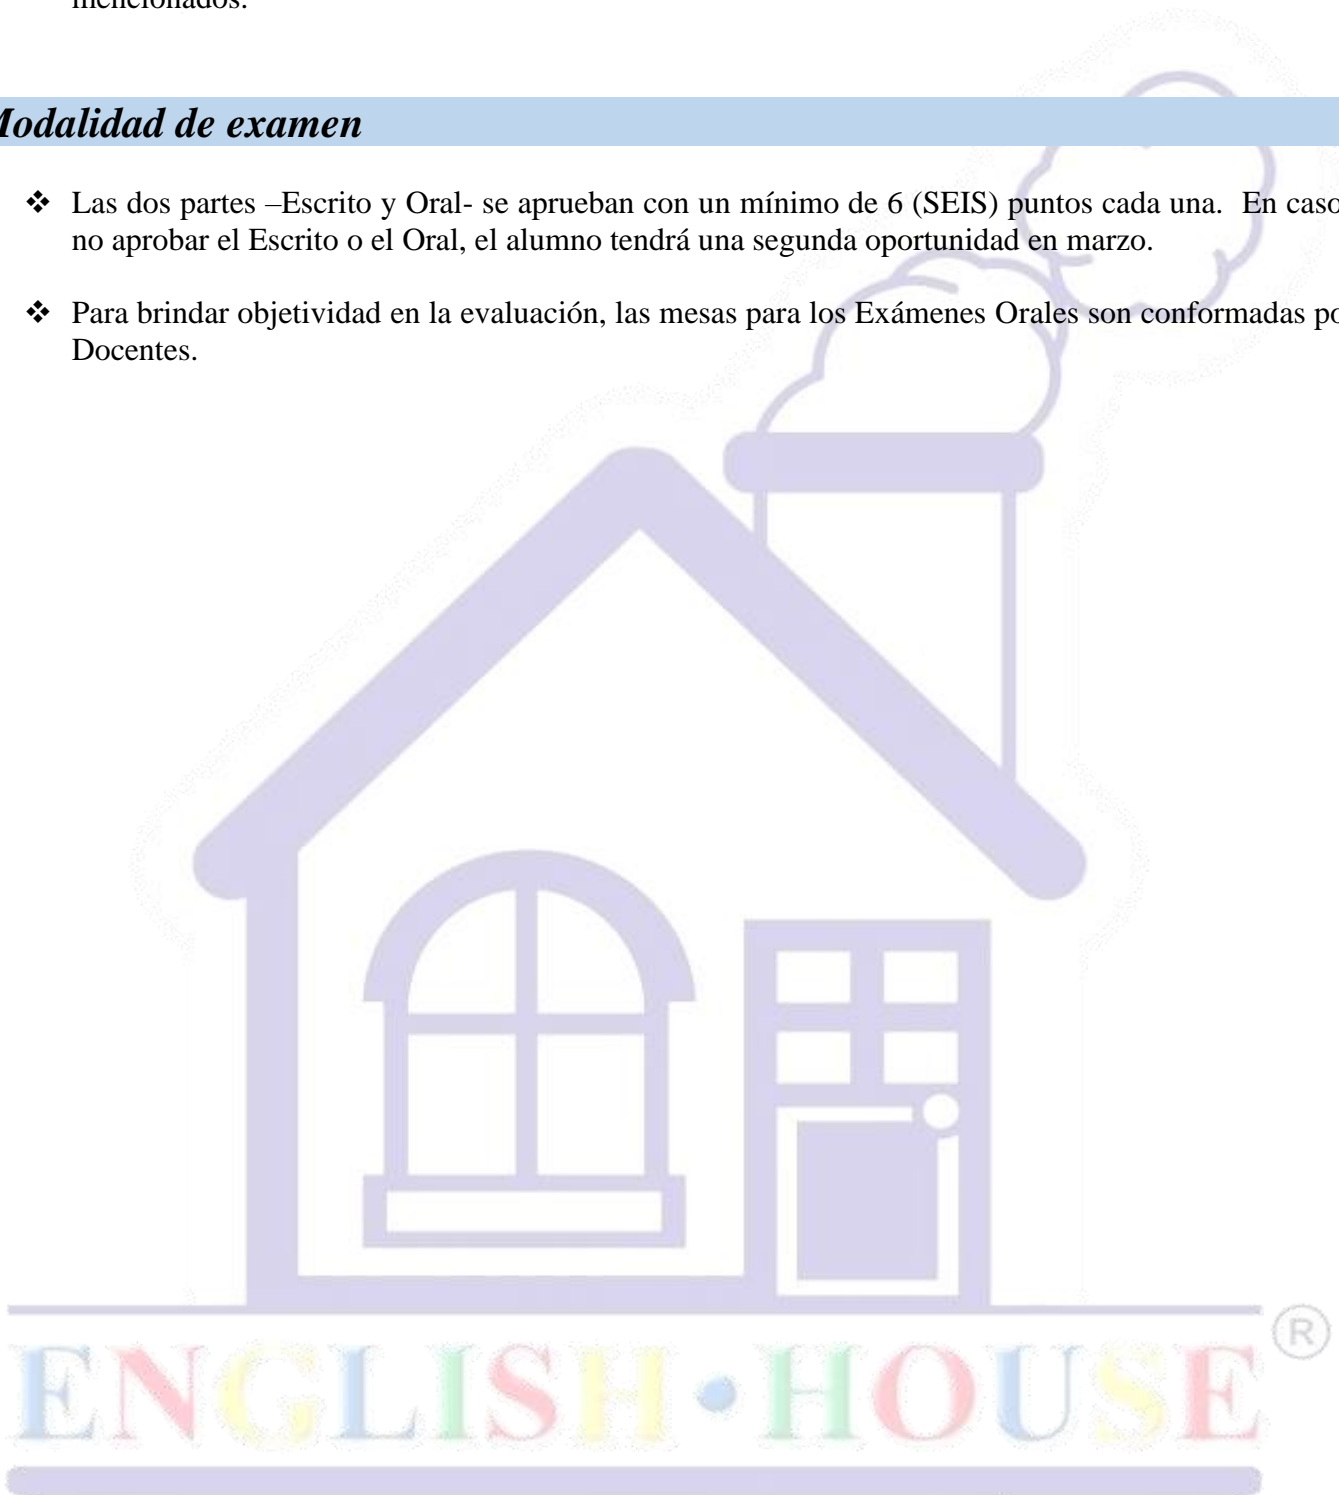 mencionados.
Modalidad de examen
❖ Las dos partes –Escrito y Oral- se aprueban con un mínimo de 6 (SEIS) puntos cada una. En caso
no aprobar el Escrito o el Oral, el alumno tendrá una segunda oportunidad en marzo.
❖ Para brindar objetividad en la evaluación, las mesas para los Exámenes Orales son conformadas po
Docentes.
ENGLISH • HOUSE ®